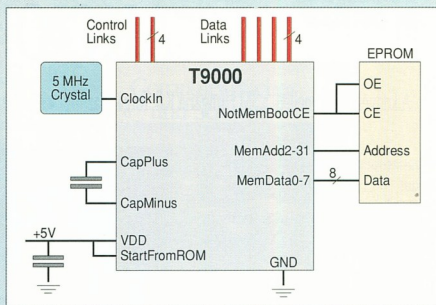 Control
Links
4
Data
Links
4
EPROM
T9000
5 MHz
Crystal
ClockIn
OE
NotMemBootCE
CE
CapPlus
MemAdd2-31
Address
MemData0-7
8
Data
CapMinus
+5V
VDD
StartFromROM
GND